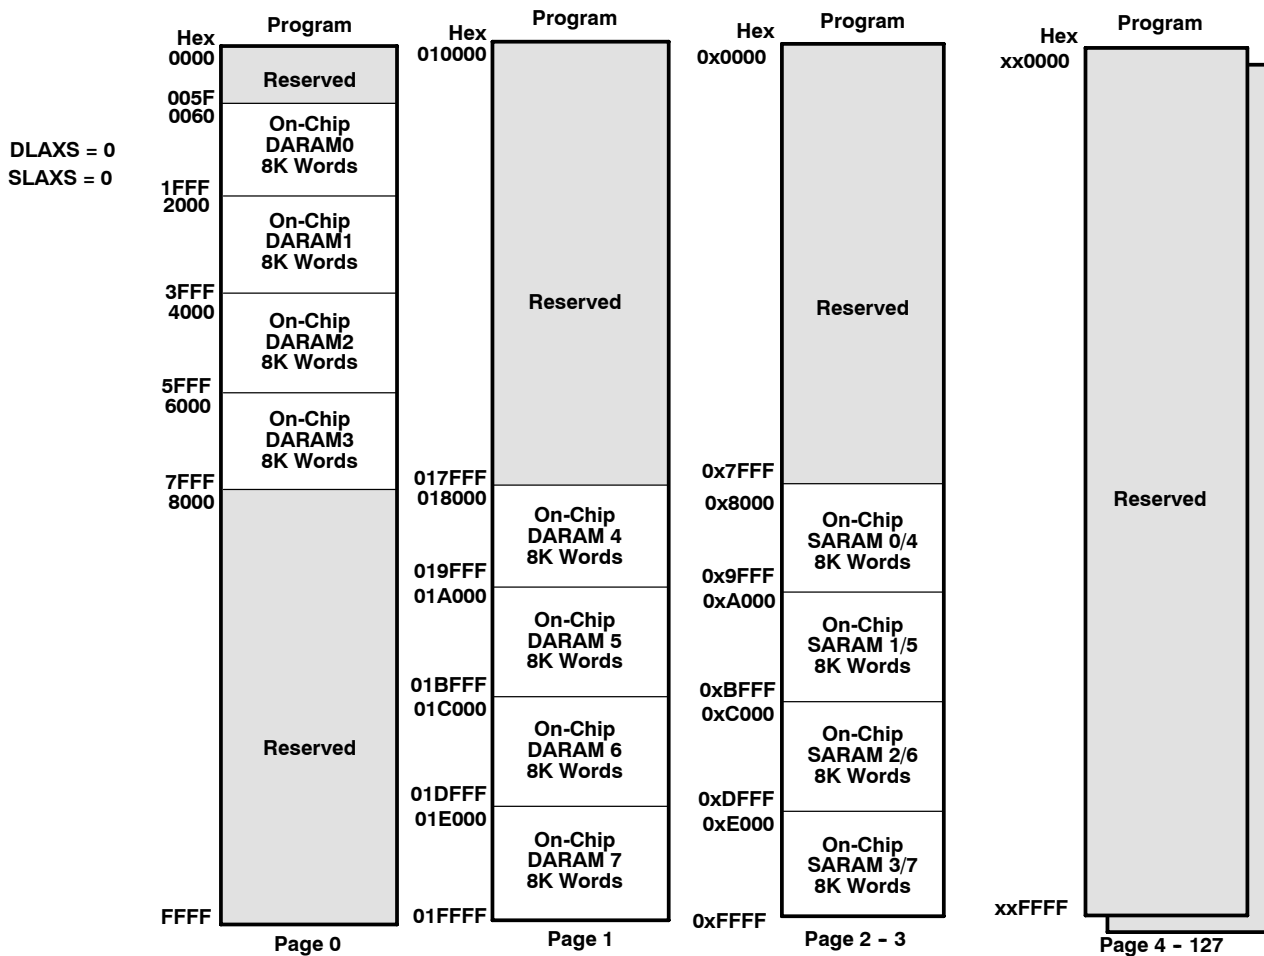 DLAXS = 0
SLAXS = 0
Program
Hex
0000
Reserved
005F
0060
On-Chip
DARAM0
8K Words
1FFF
2000
On-Chip
DARAM1
8K Words
3FFF
4000
On-Chip
DARAM2
8K Words
5FFF
6000
On-Chip
DARAM3
8K Words
7FFF
8000
Reserved
FFFF
Page 0
Program
Hex
010000
Reserved
017FFF
018000
On-Chip
DARAM 4
8K Words
019FFF
01A000
On-Chip
DARAM 5
8K Words
01BFFF
01C000
On-Chip
DARAM 6
8K Words
01DFFF
01E000
On-Chip
DARAM 7
8K Words
01FFFF
Page 1
Program
Hex
0x0000
Reserved
0x7FFF
0x8000
On-Chip
SARAM 0/4
8K Words
0x9FFF
0xA000
On-Chip
SARAM 1/5
8K Words
0xBFFF
0xC000
On-Chip
SARAM 2/6
8K Words
0xDFFF
0xE000
On-Chip
SARAM 3/7
8K Words
0xFFFF
Page 2 - 3
Program
Hex
xx0000
Reserved
xxFFFF
Page 4 - 127